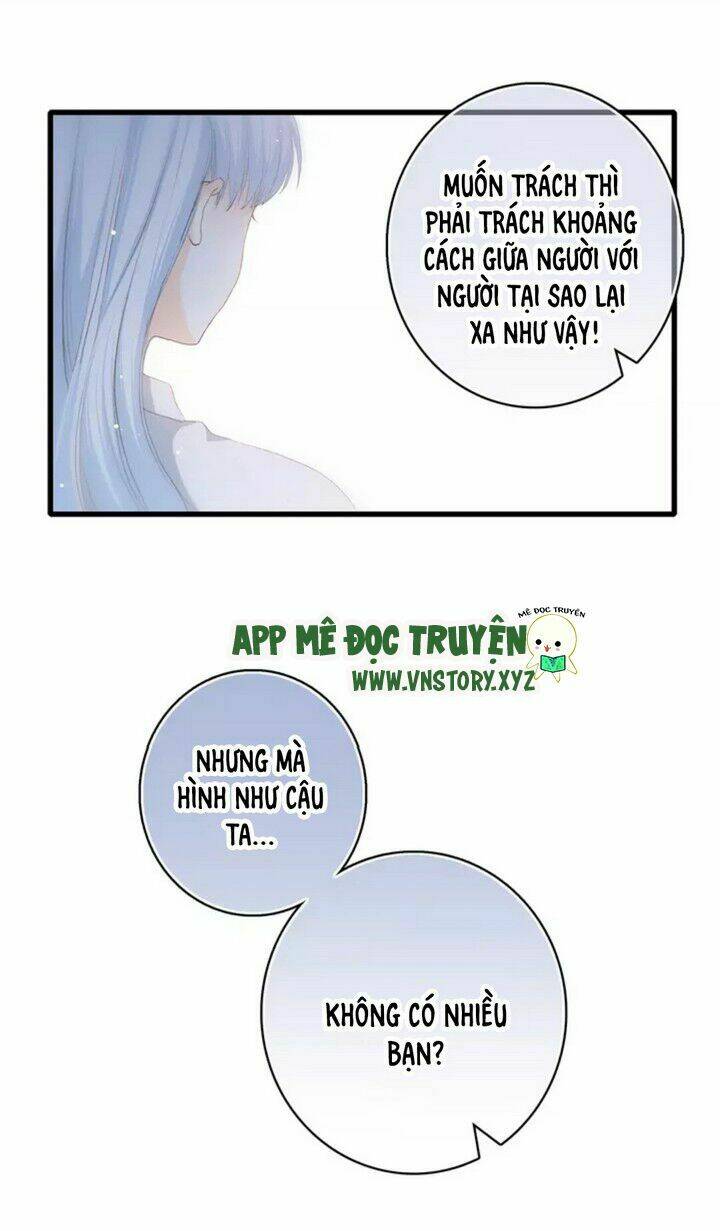 MUỐN TRÁCH THÌ
PHẢI TRÁCH KHOẢNG
CÁCH GIỮA NGƯỜI VỚI
NGƯỜI TẠI SAO LẠI
XA NHƯ VẬY!
MÊ ĐỌC TRUYỆN
APP MÊ ĐỌC TRUYỆN
WWW.VNSTORY.XYZ
NHƯNG MÀ
HÌNH NHƯ CẬU
TA...
KHÔNG CÓ NHIỀU
BẠN?